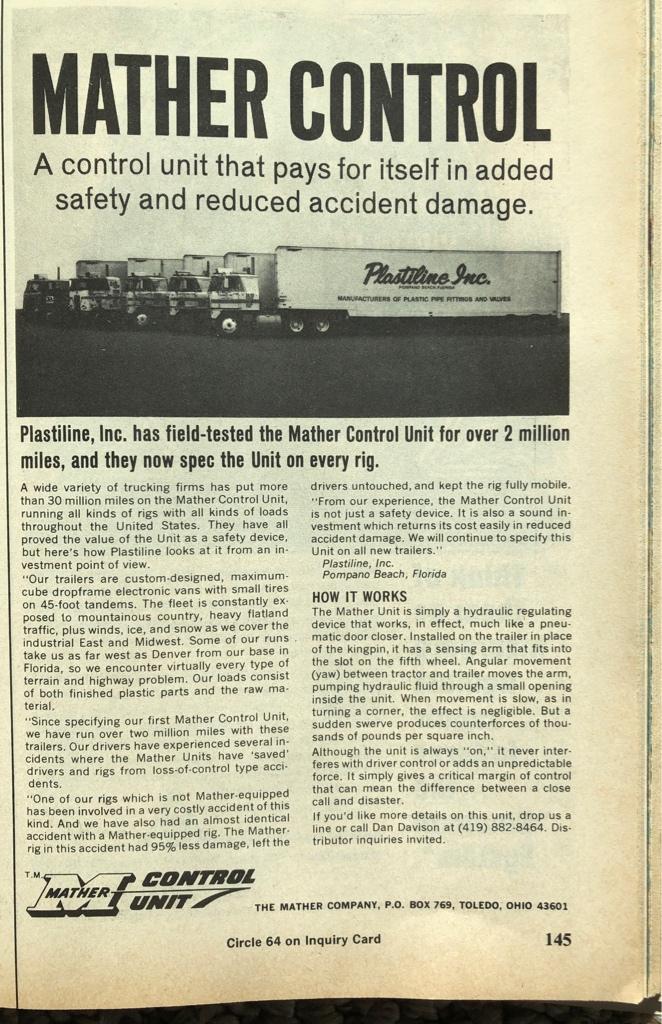 MATHER CONTROL
A control unit that pays for itself in added
safety and reduced accident damage.
Plastiline Inc.
POMPANO BEACH, FLORIDA
MANUFACTURERS OF PLASTIC PIPE FITTINGS AND VALVES
Plastiline, Inc. has field-tested the Mather Control Unit for over 2 million
miles, and they now spec the Unit on every rig.
A wide variety of trucking firms has put more
than 30 million miles on the Mather Control Unit,
running all kinds of rigs with all kinds of loads
throughout the United States. They have all
proved the value of the Unit as a safety device,
but here's how Plastiline looks at it from an in-
vestment point of view.
"Our trailers are custom-designed, maximum-
cube dropframe electronic vans with small tires
on 45-foot tandems. The fleet is constantly ex-
posed to mountainous country, heavy flatland
traffic, plus winds, ice, and snow as we cover the
industrial East and Midwest. Some of our runs
take us as far west as Denver from our base in
Florida, so we encounter virtually every type of
terrain and highway problem. Our loads consist
of both finished plastic parts and the raw ma-
terial.
"Since specifying our first Mather Control Unit,
we have run over two million miles with these
trailers. Our drivers have experienced several in-
cidents where the Mather Units have 'saved'
drivers and rigs from loss-of-control type acci-
dents.
"One of our rigs which is not Mather-equipped
has been involved in a very costly accident of this
kind. And we have also had an almost identical
accident with a Mather-equipped rig. The Mather-
rig in this accident had 95% less damage, left the
drivers untouched, and kept the rig fully mobile.
"From our experience, the Mather Control Unit
is not just a safety device. It is also a sound in-
vestment which returns its cost easily in reduced
accident damage. We will continue to specify this
Unit on all new trailers."
Plastiline, Inc.
Pompano Beach, Florida
HOW IT WORKS
The Mather Unit is simply a hydraulic regulating
device that works, in effect, much like a pneu-
matic door closer. Installed on the trailer in place
of the kingpin, it has a sensing arm that fits into
the slot on the fifth wheel. Angular movement
(yaw) between tractor and trailer moves the arm,
pumping hydraulic fluid through a small opening
inside the unit. When movement is slow, as in
turning a corner, the effect is negligible. But a
sudden swerve produces counterforces of thou-
sands of pounds per square inch.
Although the unit is always "on," it never inter-
feres with driver control or adds an unpredictable
force. It simply gives a critical margin of control
that can mean the difference between a close
call and disaster.
If you'd like more details on this unit, drop us a
line or call Dan Davison at (419) 882-8464. Dis-
tributor inquiries invited.
T.M.
MATHER CONTROL
UNIT
THE MATHER COMPANY, P.O. BOX 769, TOLEDO, OHIO 43601
Circle 64 on Inquiry Card
145